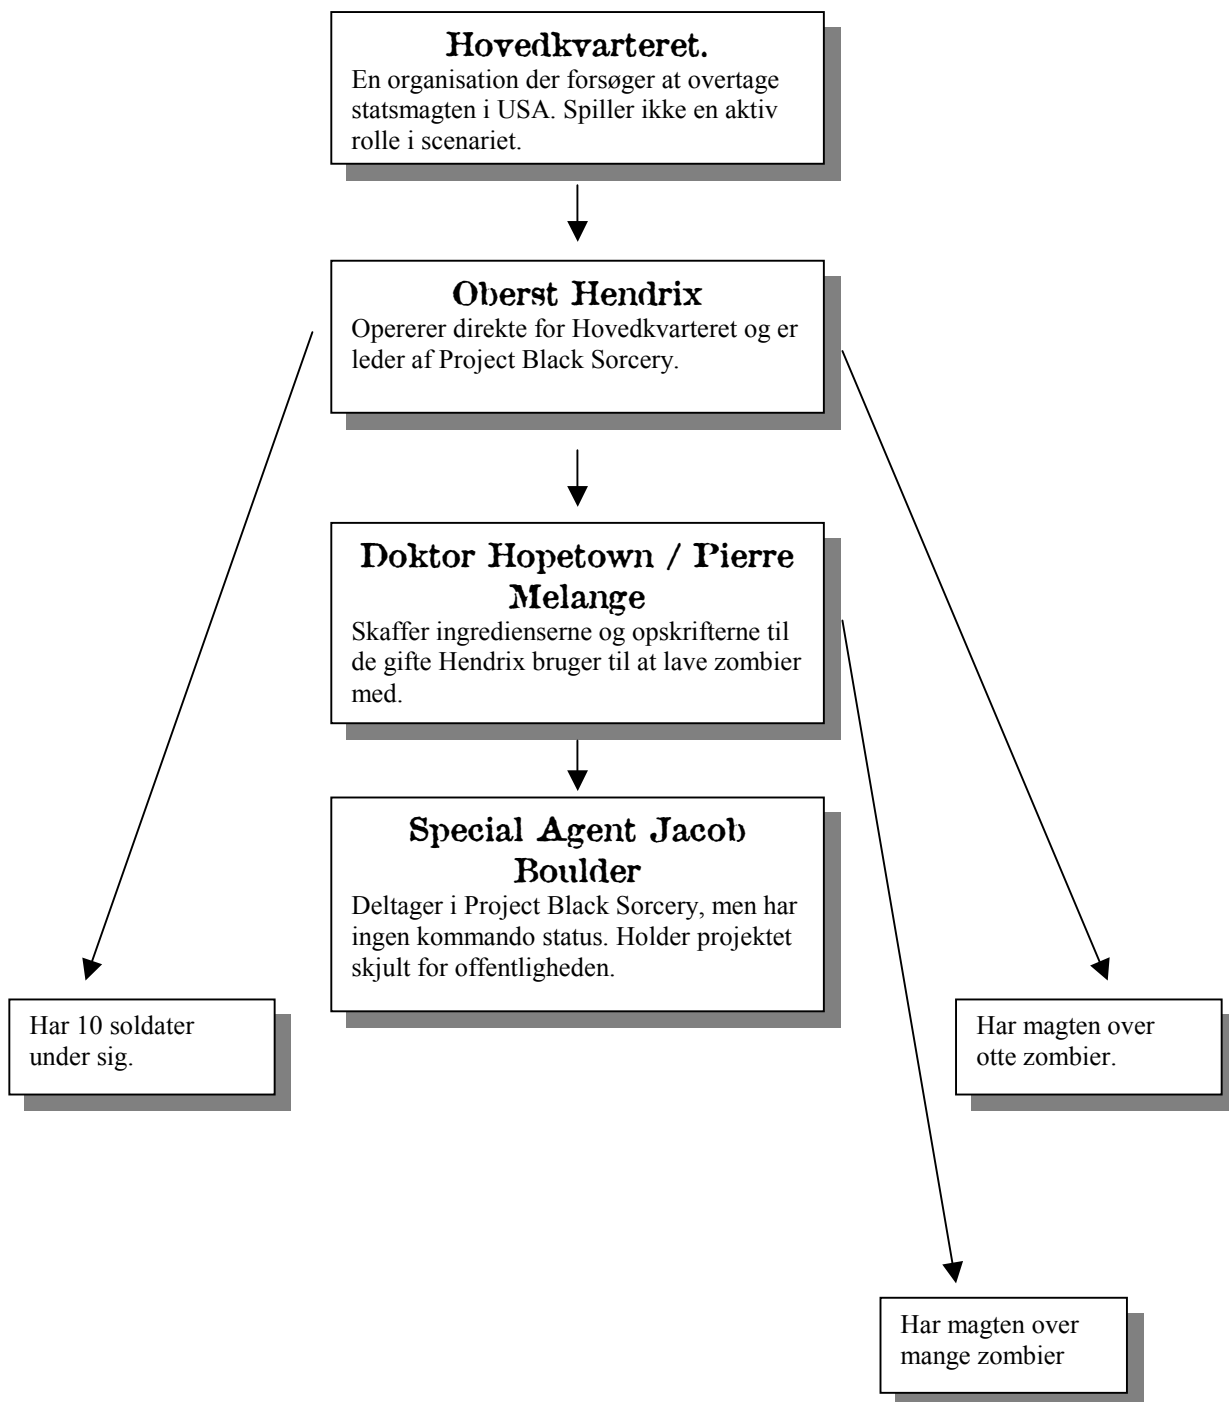 Hovedkvarteret.
En organisation der forsøger at overtage
statsmagten i USA. Spiller ikke en aktiv
rolle i scenariet.
Oberst Hendrix
Opererer direkte for Hovedkvarteret og er
leder af Project Black Sorcery.
Doktor Hopetown / Pierre
Melange
Skaffer ingredienserne og opskrifterne til
de gifte Hendrix bruger til at lave zombier
med.
Special Agent Jacob
Boulder
Deltager i Project Black Sorcery, men har
ingen kommando status. Holder projektet
skjult for offentligheden.
Har 10 soldater
under sig.
Har magten over
otte zombier.
Har magten over
mange zombier